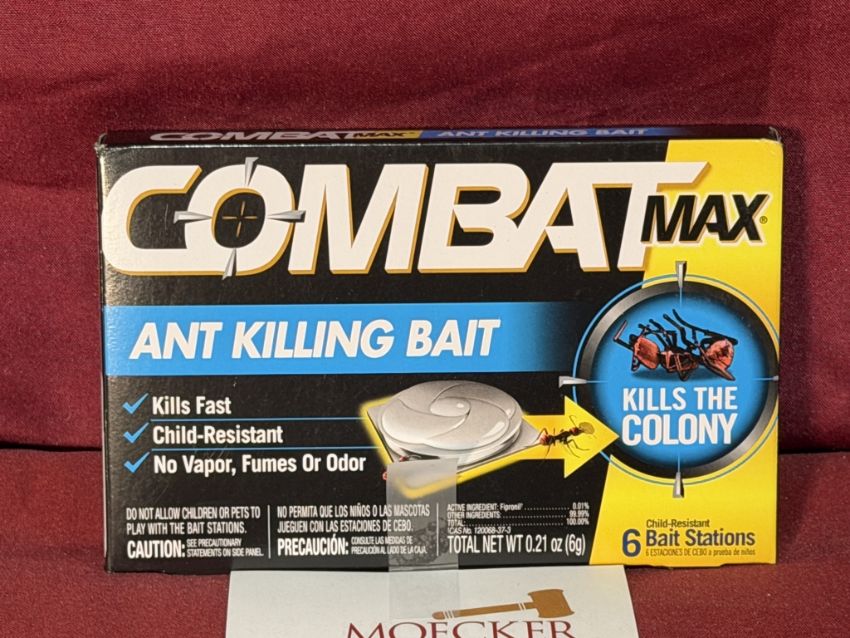 COMBAT MAX ANT KILLING BAIT
COMBAT MAX®
ANT KILLING BAIT
✓ Kills Fast
✓ Child-Resistant
✓ No Vapor, Fumes Or Odor
KILLS THE
COLONY
DO NOT ALLOW CHILDREN OR PETS TO
PLAY WITH THE BAIT STATIONS.
CAUTION: SEE PRECAUTIONARY
STATEMENTS ON SIDE PANEL.
NO PERMITA QUE LOS NIÑOS O LAS MASCOTAS
JUEGUEN CON LAS ESTACIONES DE CEBO.
PRECAUCIÓN: CONSULTE LAS MEDIDAS DE
PRECAUCIÓN AL LADO DE LA CAJA.
ACTIVE INGREDIENT: Fipronil† 0.01%
OTHER INGREDIENTS: 99.99%
TOTAL: 100.00%
†CAS No. 120068-37-3
TOTAL NET WT 0.21 oz (6g)
Child-Resistant
6 Bait Stations
6 ESTACIONES DE CEBO a prueba de niños
MOECKER